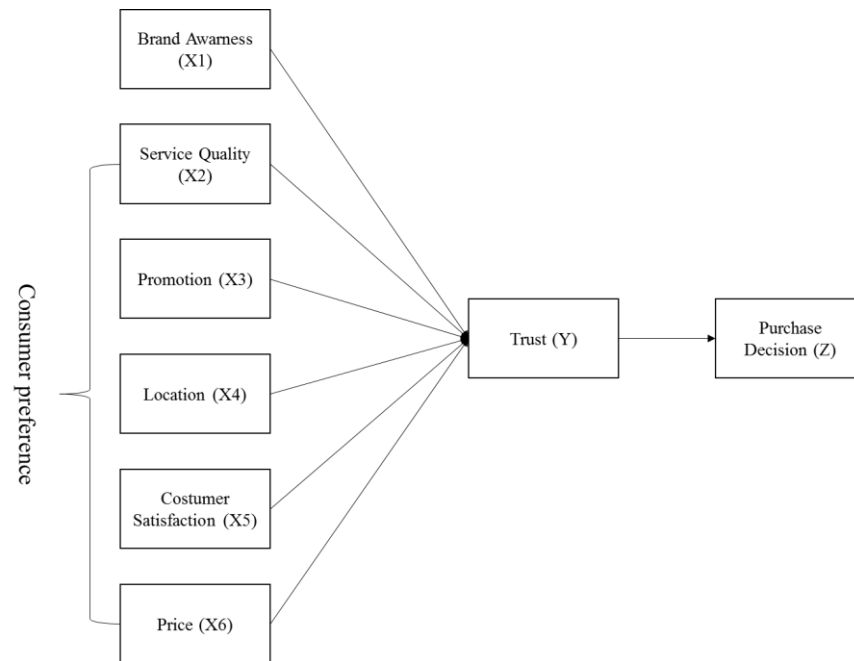 Brand Awarness
(X1)
Service Quality
(X2)
Promotion (X3)
Consumer preference
Trust (Y)
Purchase
Decision (Z)
Location (X4)
Costumer
Satisfaction (X5)
Price (X6)